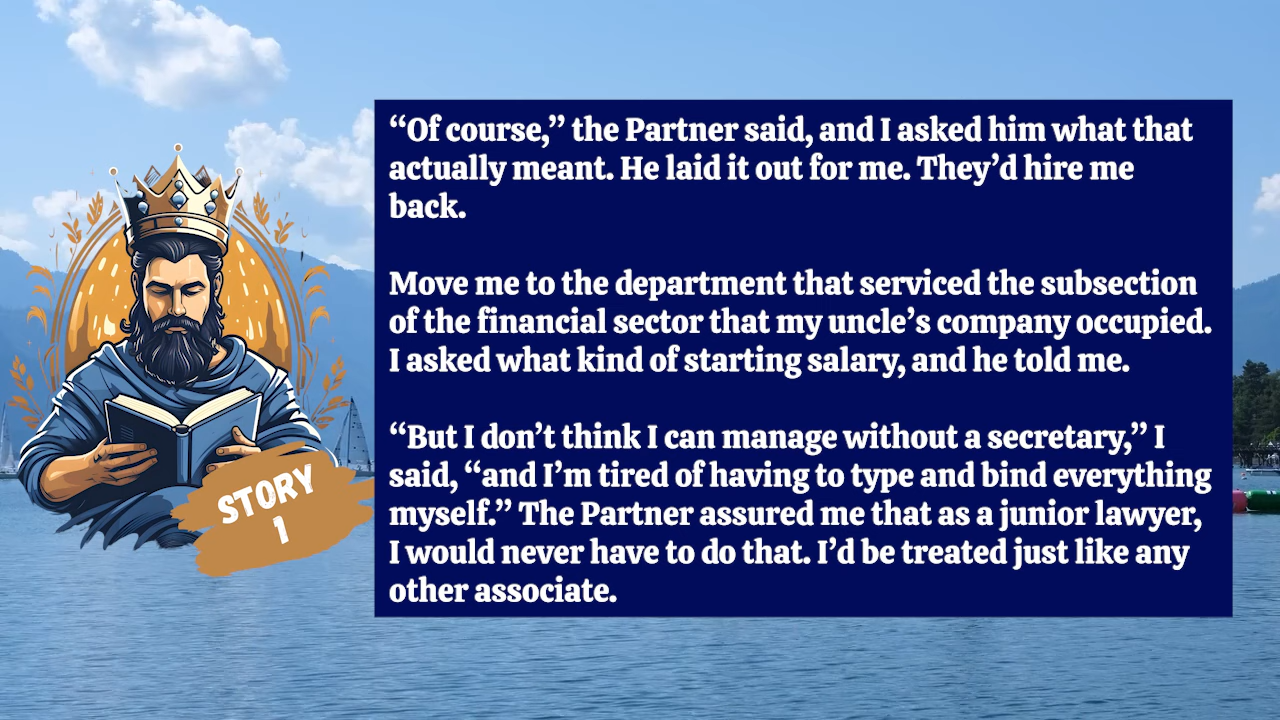 “Of course,” the Partner said, and I asked him what that
actually meant. He laid it out for me. They’d hire me
back.
Move me to the department that serviced the subsection
of the financial sector that my uncle’s company occupied.
I asked what kind of starting salary, and he told me.
“But I don’t think I can manage without a secretary,” I
said, “and I’m tired of having to type and bind everything
myself.” The Partner assured me that as a junior lawyer,
I would never have to do that. I’d be treated just like any
other associate.
STORY
1